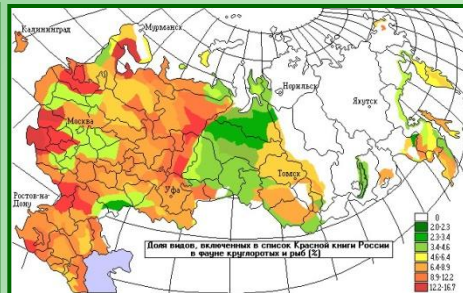 Калининград
Мурманск
Норильск
Якутск
Москва
Томск
Уфа
Ростов-на-
Дону
Доля видов, включенных в список Красной книги России
в фауне круглоротых и рыб (%)
0
2.0-2.3
2.3-3.4
3.4-4.6
4.6-6.4
6.4-8.9
8.9-12.2
12.2-16.7